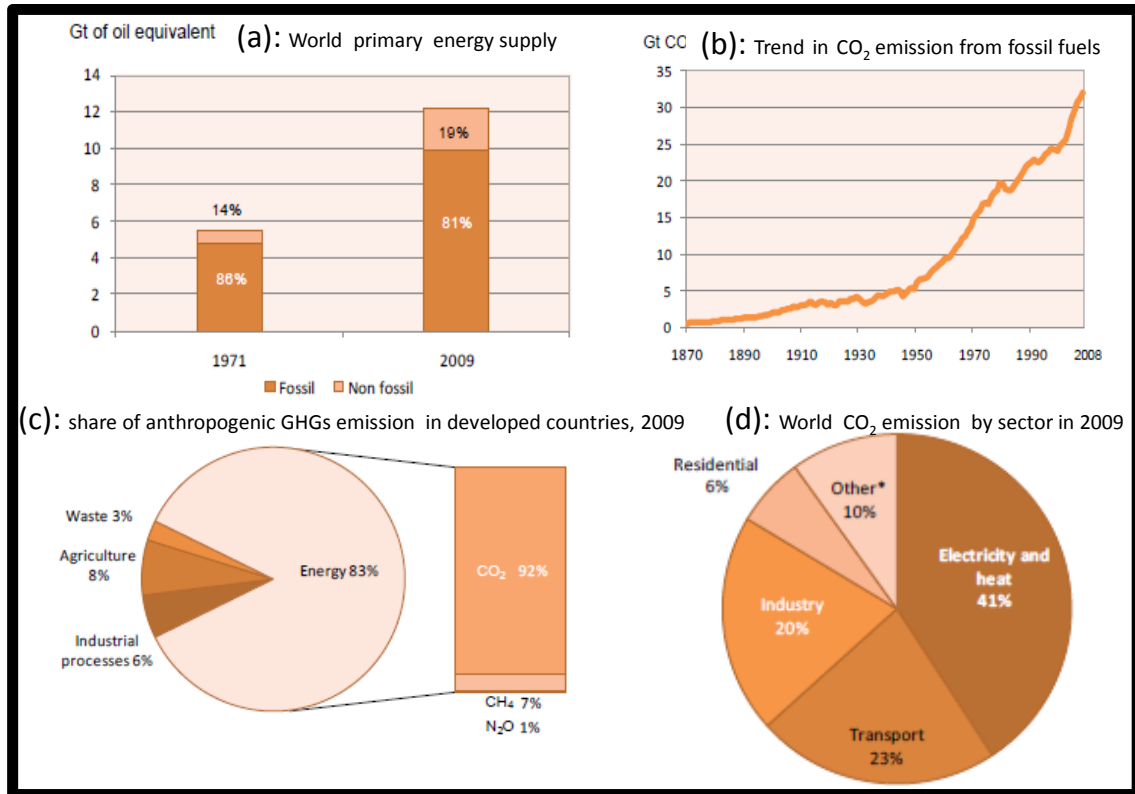 Gt of oil equivalent (a): World primary energy supply
14
12
10
8
6
4
2
0
14%
86%
19%
81%
1971 2009
Fossil Non fossil
Gt CO (b): Trend in CO₂ emission from fossil fuels
35
30
25
20
15
10
5
0
1870 1890 1910 1930 1950 1970 1990 2008
(c): share of anthropogenic GHGs emission in developed countries, 2009
Waste 3%
Agriculture
8%
Industrial
processes 6%
Energy 83%
CO₂ 92%
CH₄ 7%
N₂O 1%
(d): World CO₂ emission by sector in 2009
Residential
6%
Other*
10%
Electricity and
heat
41%
Industry
20%
Transport
23%